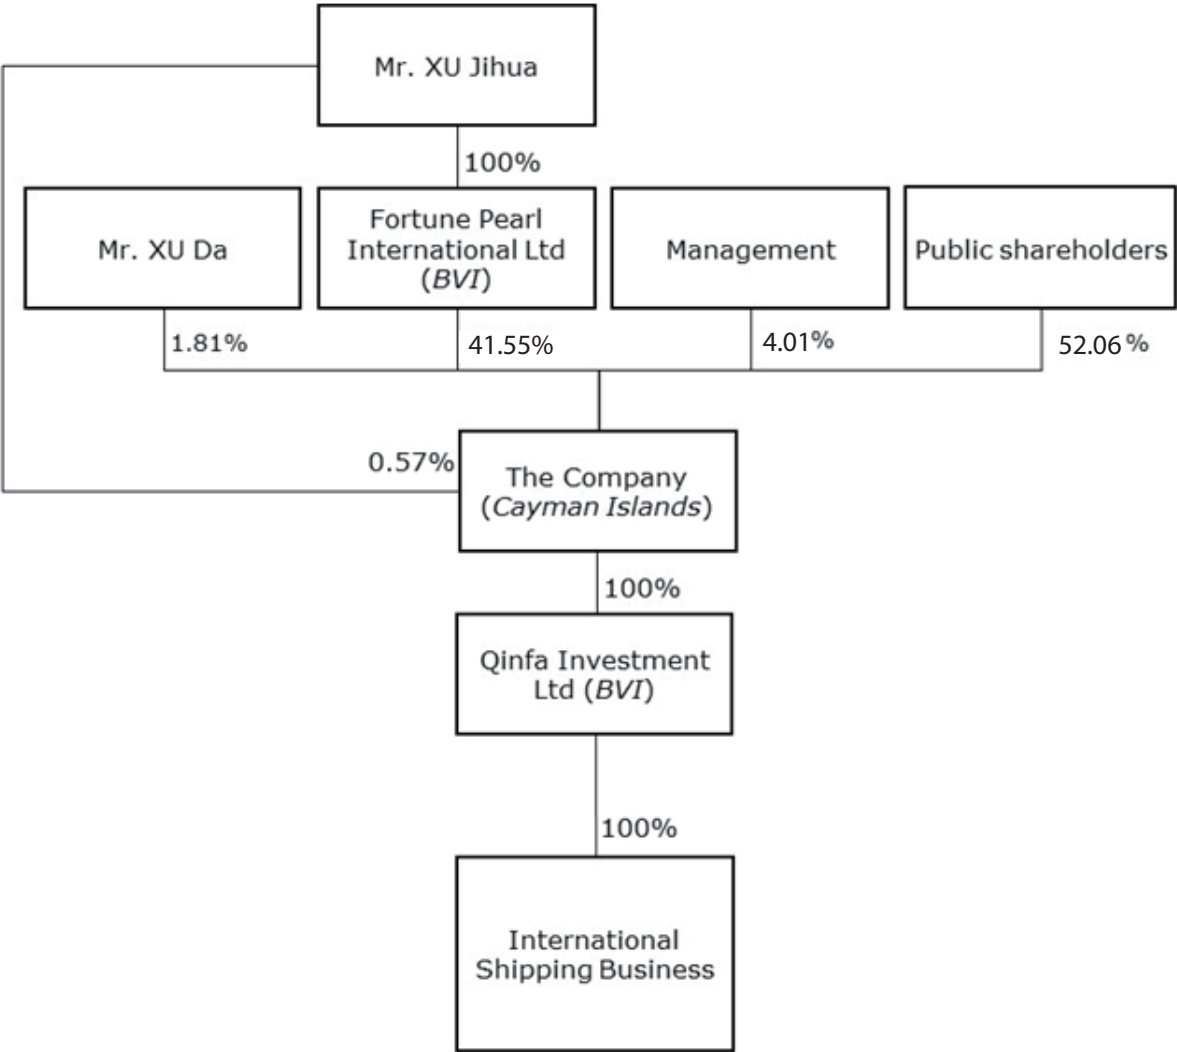 Mr. XU Jihua
100%
Mr. XU Da
Fortune Pearl
International Ltd
(BVI)
Management
Public shareholders
1.81%
41.55%
4.01%
52.06 %
0.57%
The Company
(Cayman Islands)
100%
Qinfa Investment
Ltd (BVI)
100%
International
Shipping Business